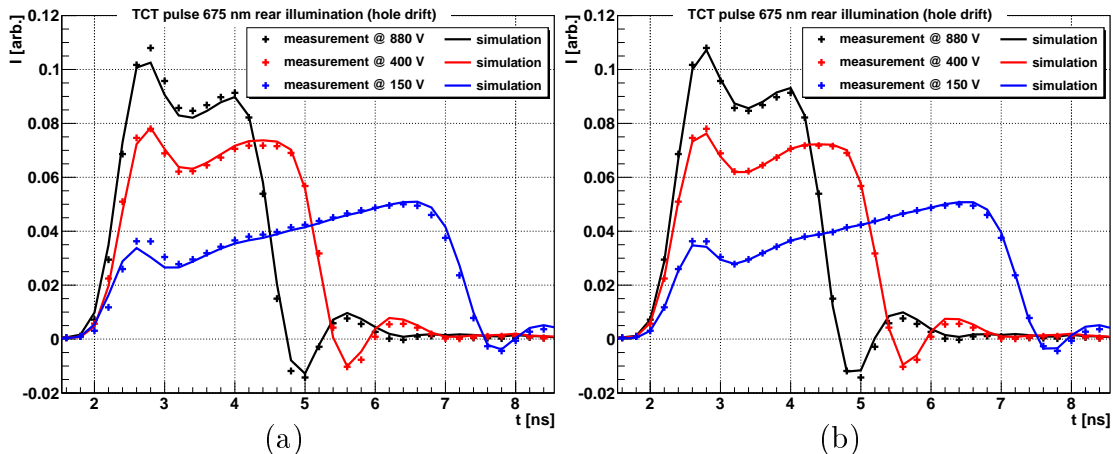 TCT pulse 675 nm rear illumination (hole drift)
I [arb.]
0.12
0.1
0.08
0.06
0.04
0.02
0
-0.02
measurement @ 880 V simulation
measurement @ 400 V simulation
measurement @ 150 V simulation
2 3 4 5 6 7 8
t [ns]
(a)
TCT pulse 675 nm rear illumination (hole drift)
I [arb.]
0.12
0.1
0.08
0.06
0.04
0.02
0
-0.02
measurement @ 880 V simulation
measurement @ 400 V simulation
measurement @ 150 V simulation
2 3 4 5 6 7 8
t [ns]
(b)